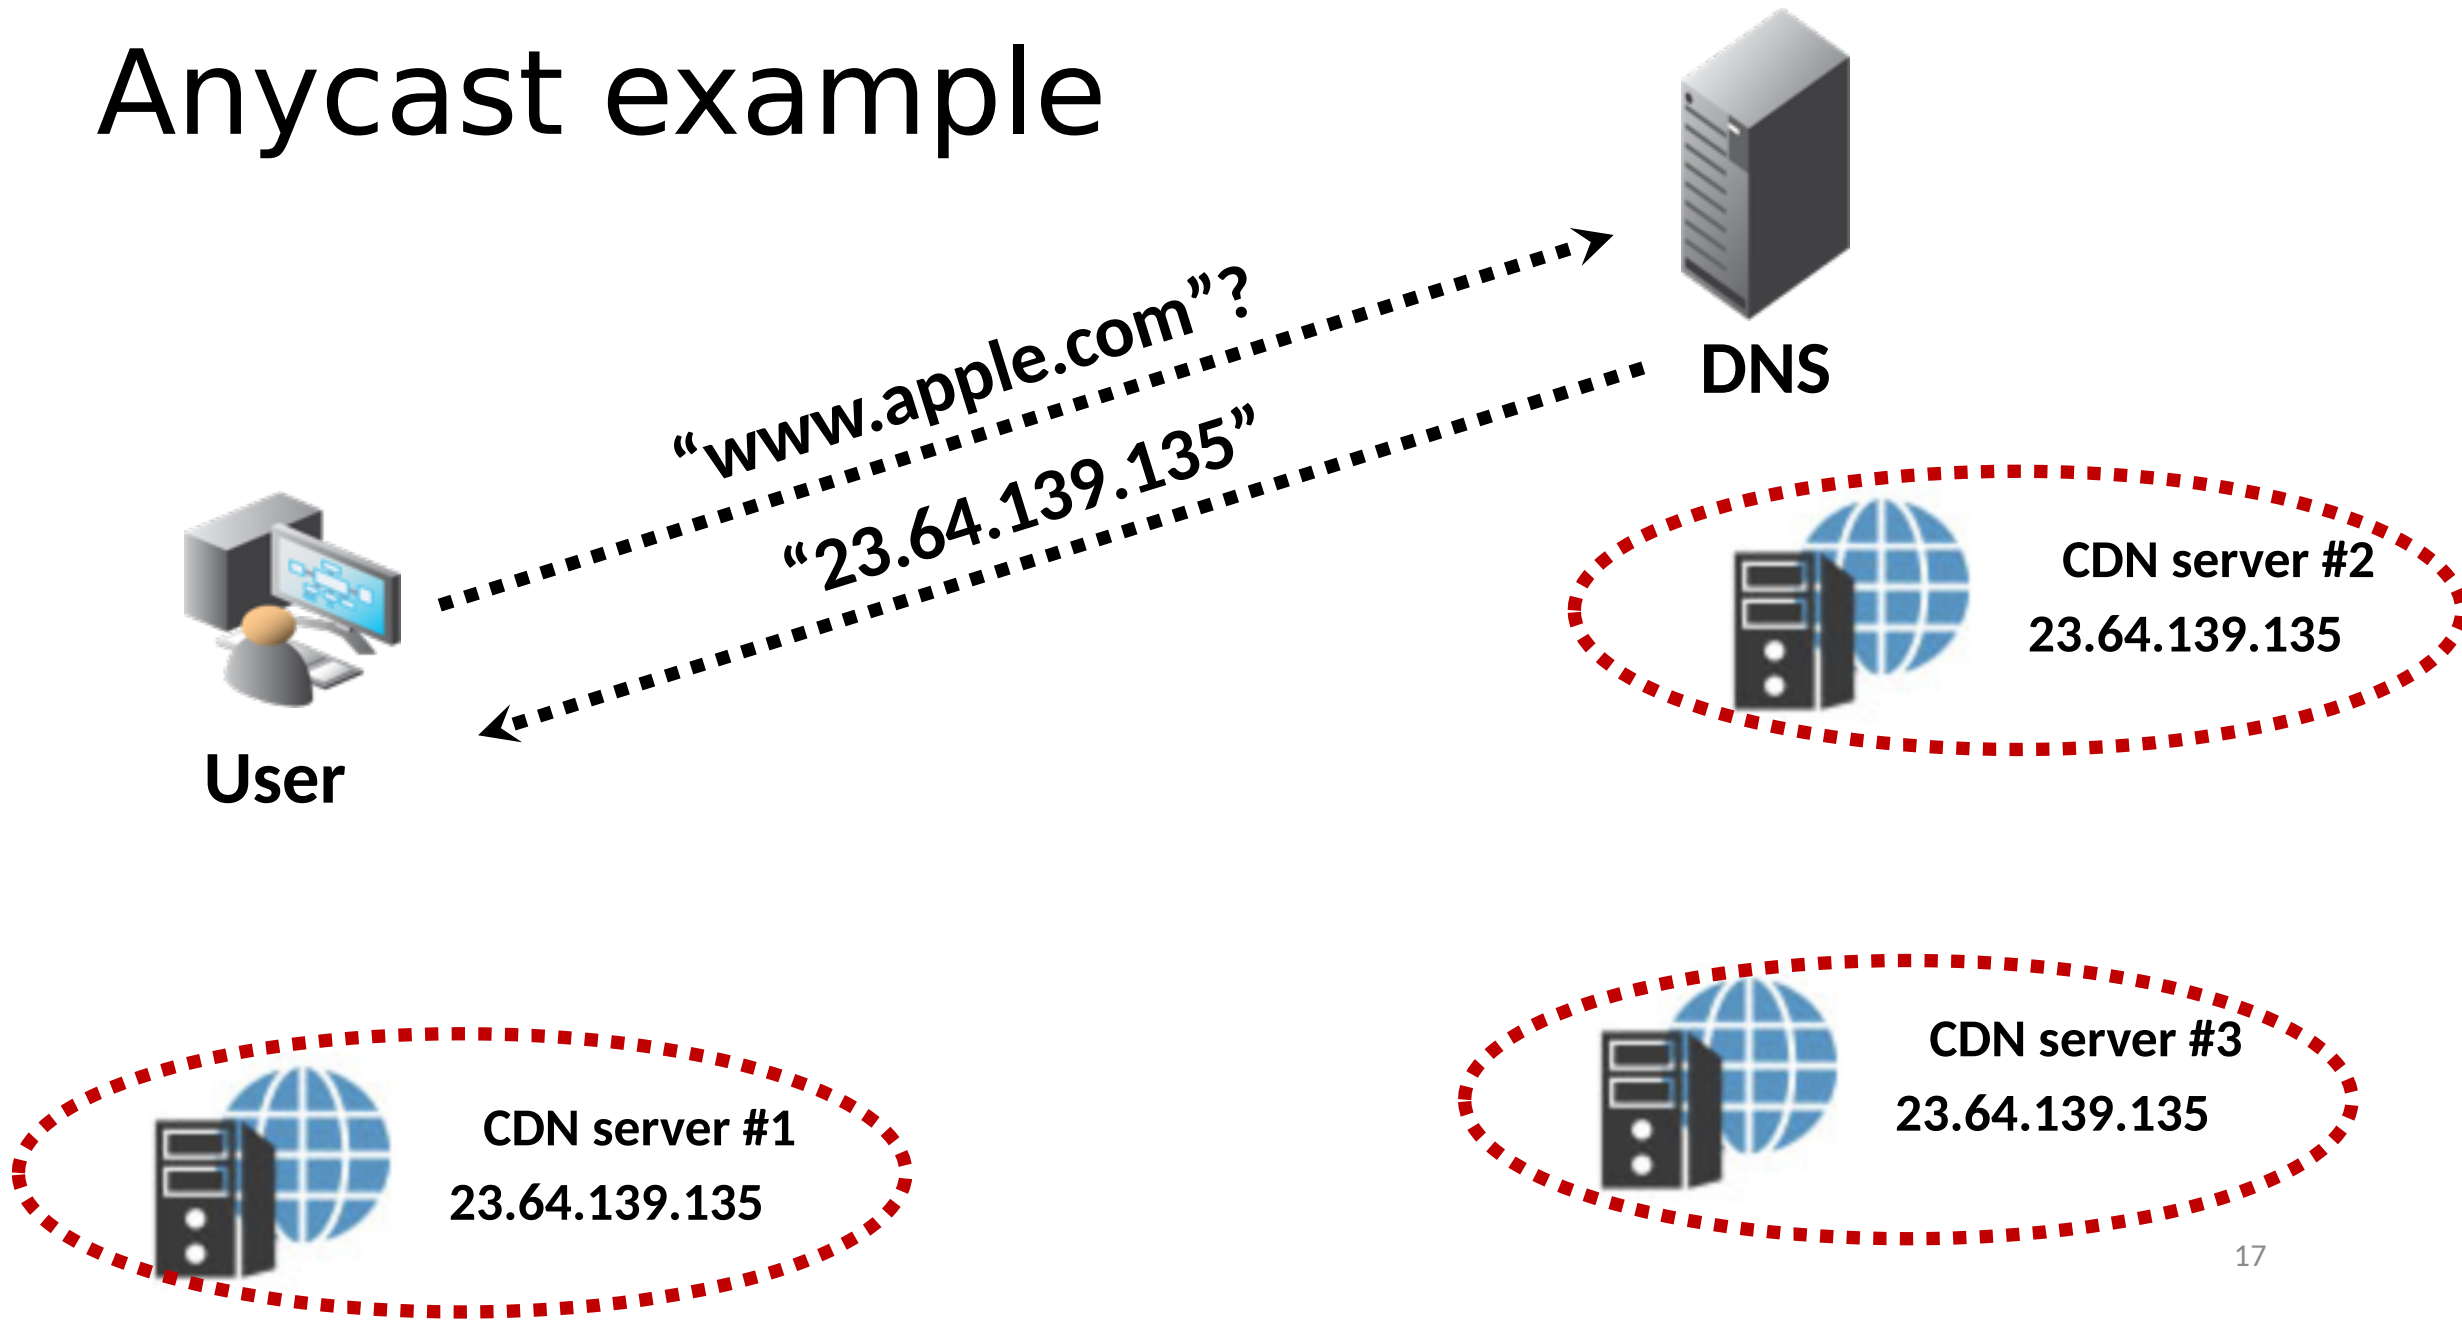 Anycast example
“www.apple.com”?
“23.64.139.135”
DNS
User
CDN server #2
23.64.139.135
CDN server #3
23.64.139.135
CDN server #1
23.64.139.135
17